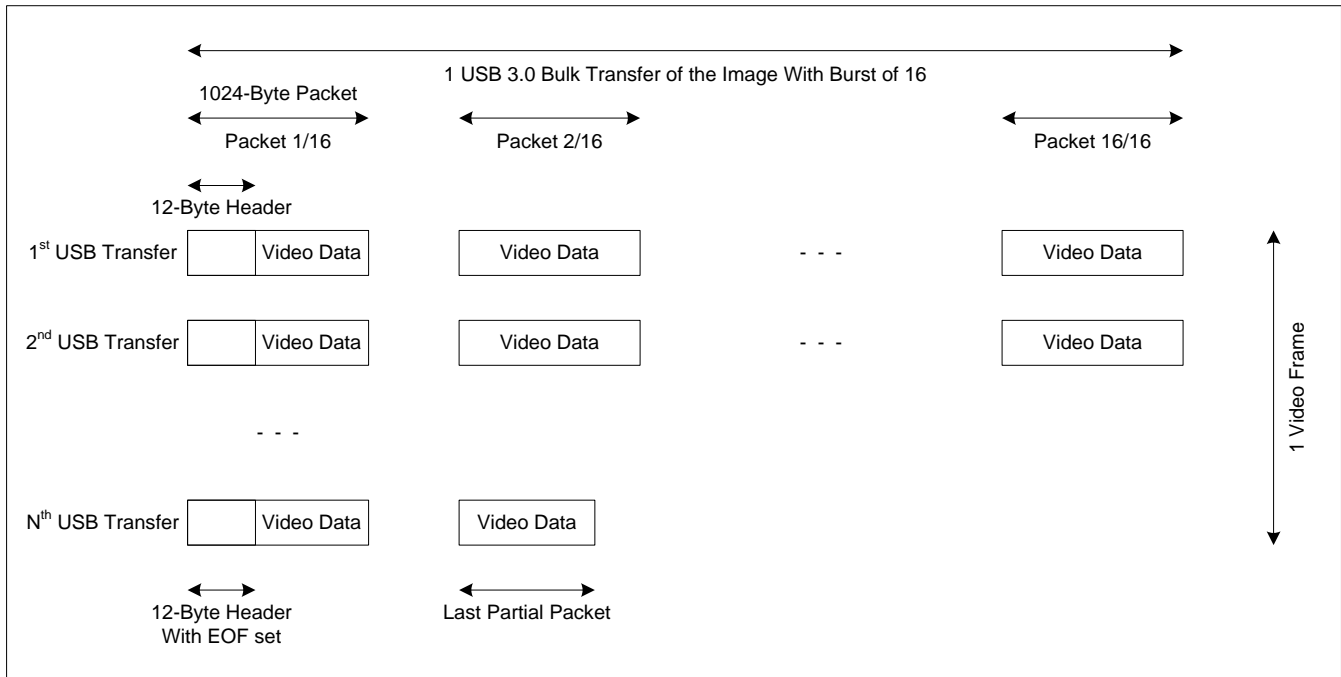 1 USB 3.0 Bulk Transfer of the Image With Burst of 16
1024-Byte Packet
Packet 1/16
Packet 2/16
Packet 16/16
12-Byte Header
1st USB Transfer
Video Data
Video Data
- - -
Video Data
2nd USB Transfer
Video Data
Video Data
- - -
Video Data
1 Video Frame
- - -
Nth USB Transfer
Video Data
Video Data
12-Byte Header
With EOF set
Last Partial Packet